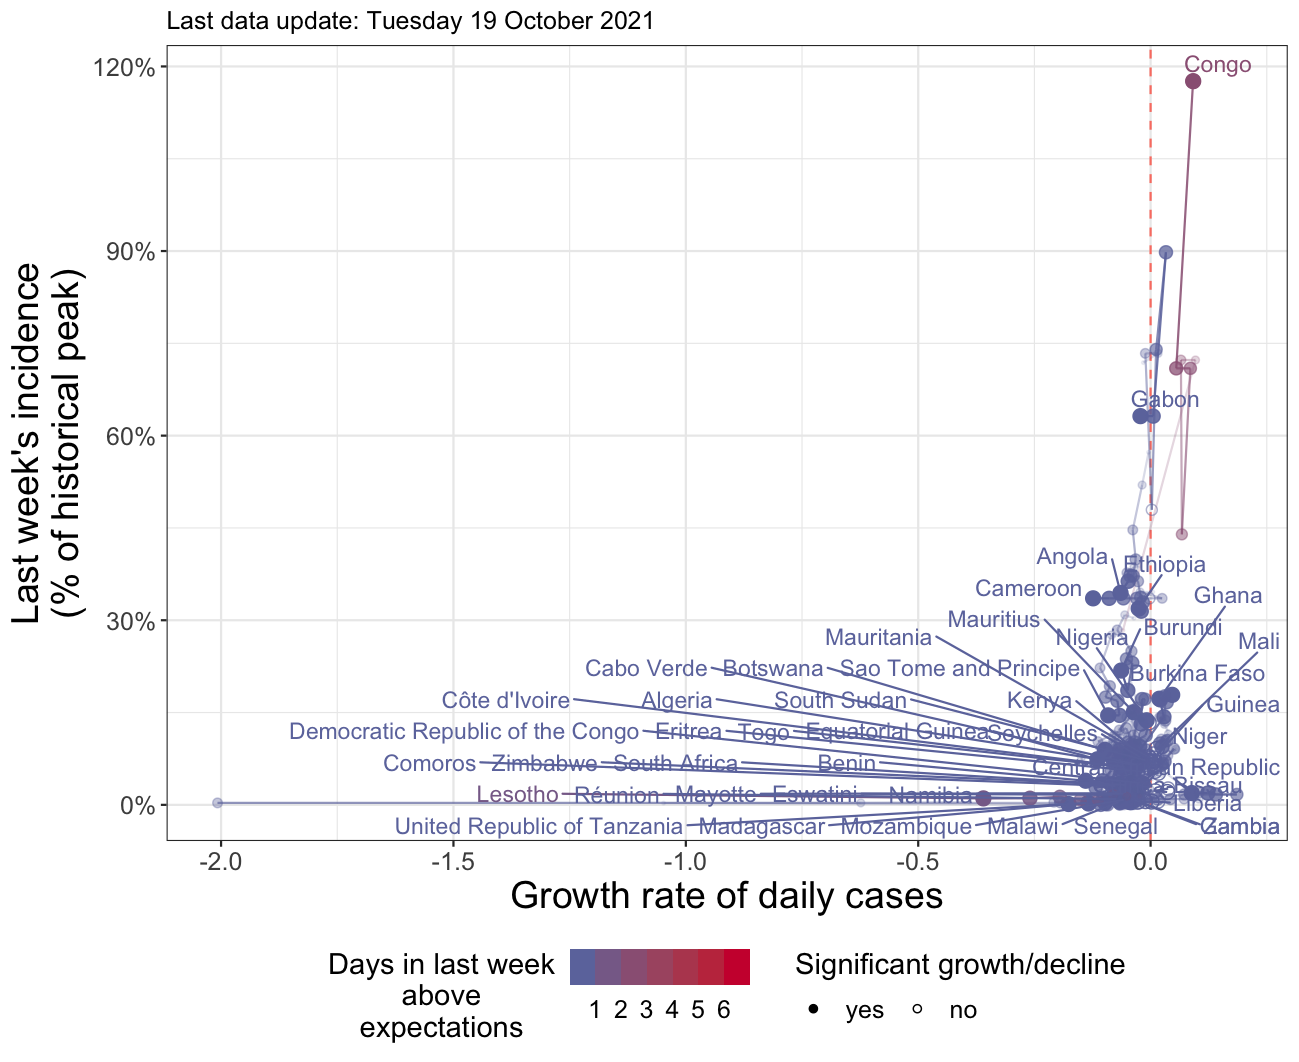 Last data update: Tuesday 19 October 2021
120%
90%
60%
30%
0%
Last week's incidence
(% of historical peak)
Congo
Gabon
Angola
Ethiopia
Cameroon
Ghana
Mauritius
Nigeria
Burundi
Mauritania
Mali
Cabo Verde
Botswana
Sao Tome and Principe
Burkina Faso
Côte d'Ivoire
Algeria
South Sudan
Kenya
Guinea
Democratic Republic of the Congo
Eritrea
Togo
Equatorial Guinea
Seychelles
Niger
Comoros
Zimbabwe
South Africa
Benin
Central
Republic
Lesotho
Réunion
Mayotte
Eswatini
Namibia
Bissau
Liberia
United Republic of Tanzania
Madagascar
Mozambique
Malawi
Senegal
Zambia
-2.0
-1.5
-1.0
-0.5
0.0
Growth rate of daily cases
Days in last week
above
expectations
1 2 3 4 5 6
Significant growth/decline
yes
no